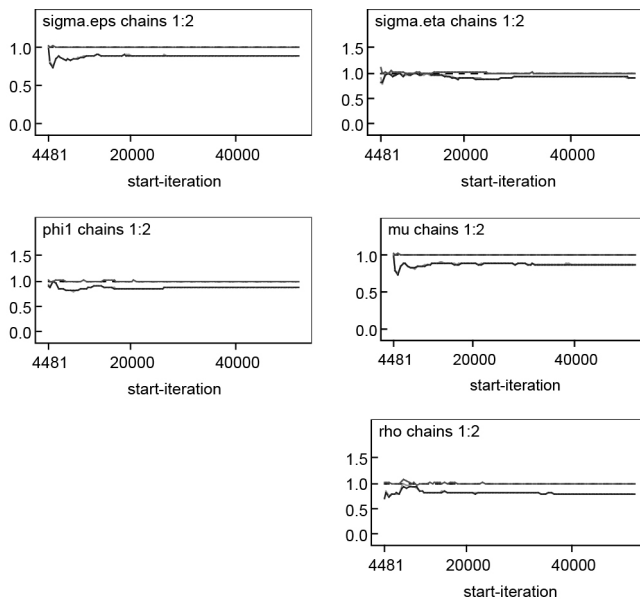 sigma.eps chains 1:2
1.0
0.5
0.0
4481 20000 40000
start-iteration
sigma.eta chains 1:2
1.5
1.0
0.5
0.0
4481 20000 40000
start-iteration
phi1 chains 1:2
1.5
1.0
0.5
0.0
4481 20000 40000
start-iteration
mu chains 1:2
1.0
0.5
0.0
4481 20000 40000
start-iteration
rho chains 1:2
1.5
1.0
0.5
0.0
4481 20000 40000
start-iteration